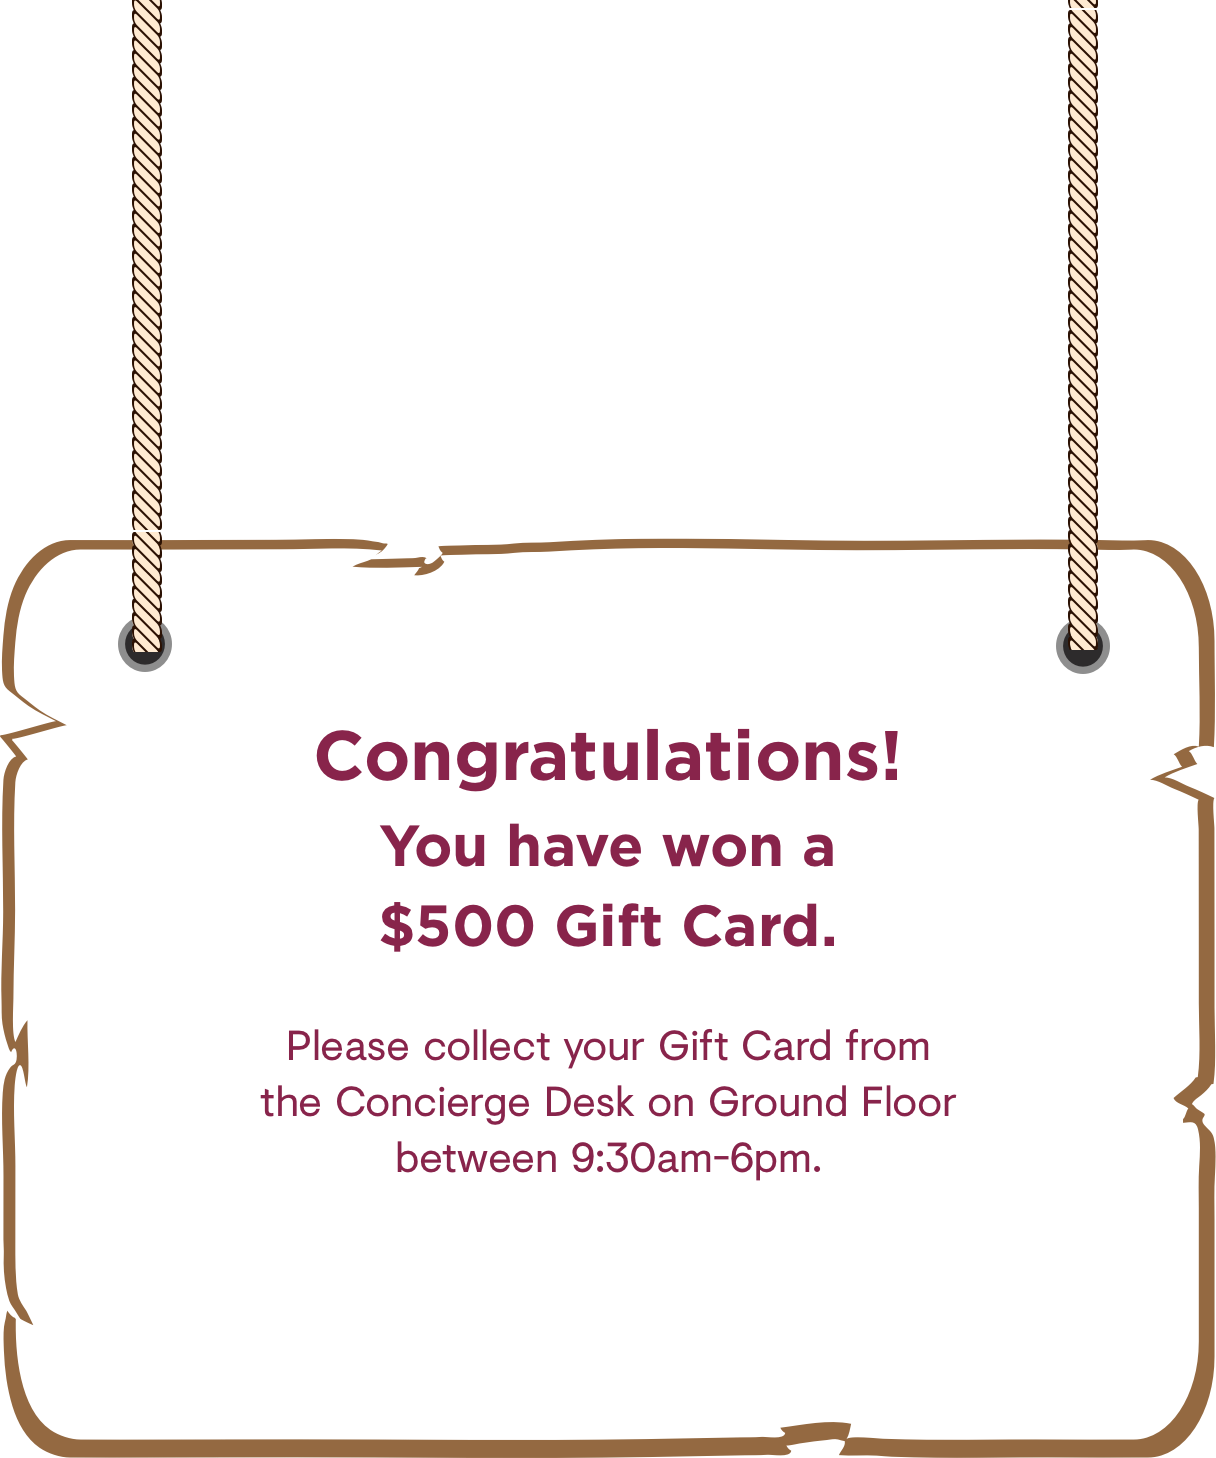 Congratulations!
You have won a
$500 Gift Card.
Please collect your Gift Card from
the Concierge Desk on Ground Floor
between 9:30am-6pm.